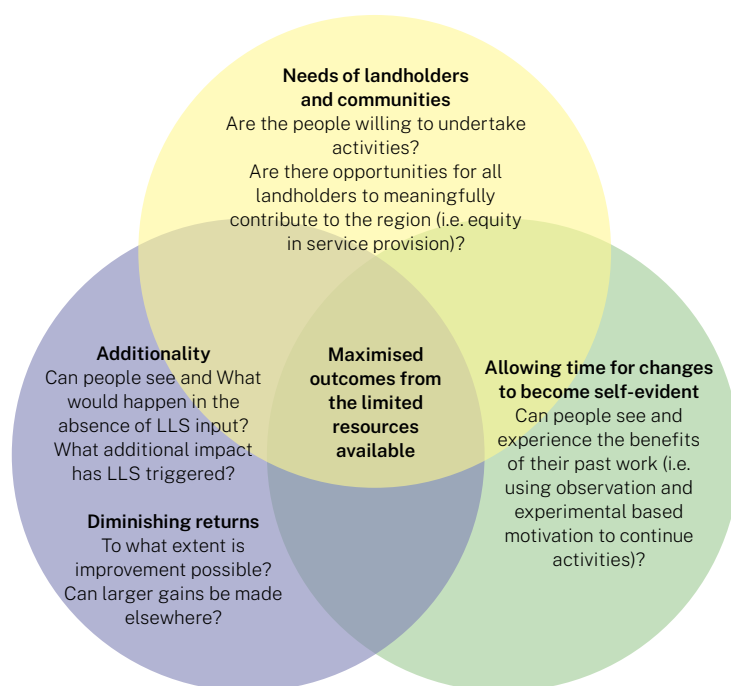 Needs of landholders
and communities
Are the people willing to undertake
activities?
Are there opportunities for all
landholders to meaningfully
contribute to the region (i.e. equity
in service provision)?
Additionality
Can people see and What
would happen in the
absence of LLS input?
What additional impact
has LLS triggered?
Diminishing returns
To what extent is
improvement possible?
Can larger gains be made
elsewhere?
Maximised
outcomes from
the limited
resources
available
Allowing time for changes
to become self-evident
Can people see and
experience the benefits
of their past work (i.e.
using observation and
experimental based
motivation to continue
activities)?